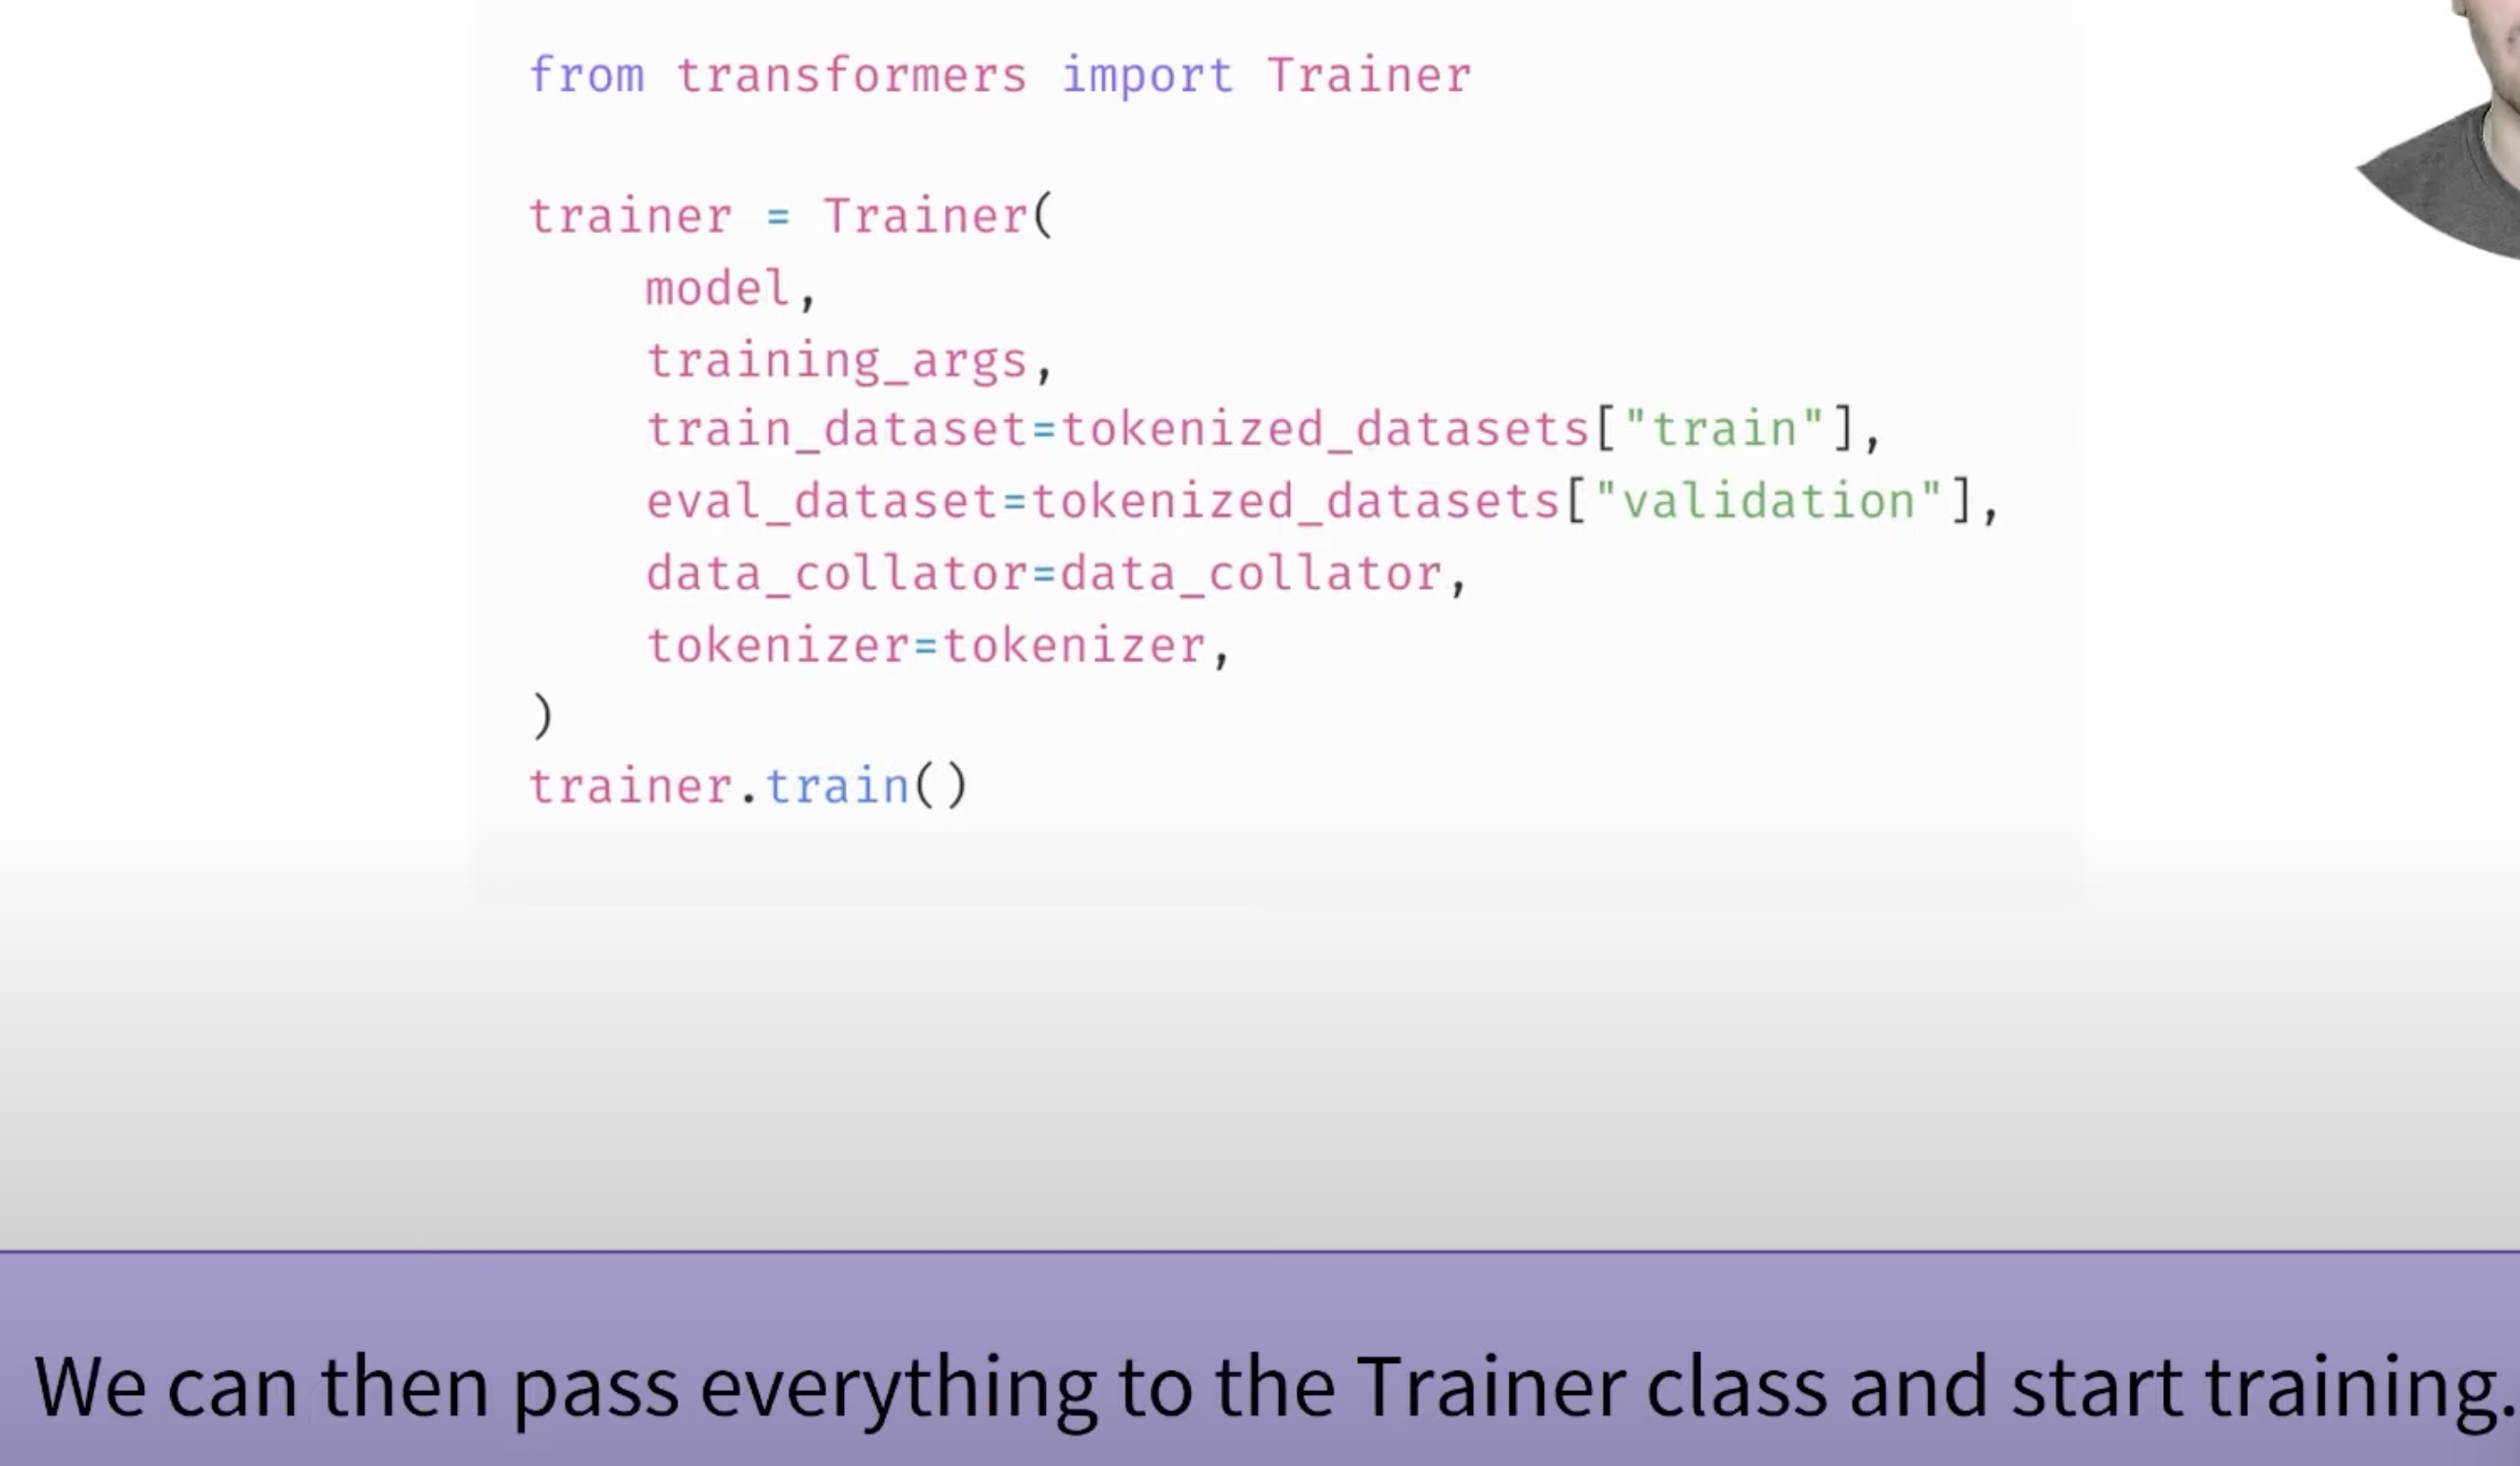 from transformers import Trainer
trainer = Trainer(
    model,
    training_args,
    train_dataset=tokenized_datasets["train"],
    eval_dataset=tokenized_datasets["validation"],
    data_collator=data_collator,
    tokenizer=tokenizer,
)
trainer.train()
We can then pass everything to the Trainer class and start training.